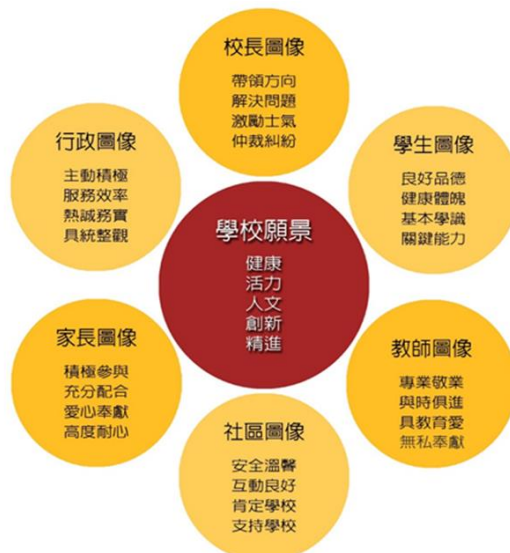 校長圖像
帶領方向
解決問題
激勵士氣
仲裁糾紛
行政圖像
主動積極
服務效率
熱誠務實
具統整觀
學生圖像
良好品德
健康體魄
基本學識
關鍵能力
學校願景
健康
活力
人文
創新
精進
家長圖像
積極參與
充分配合
愛心奉獻
高度耐心
教師圖像
專業敬業
與時俱進
具教育愛
無私奉獻
社區圖像
安全溫馨
互動良好
肯定學校
支持學校